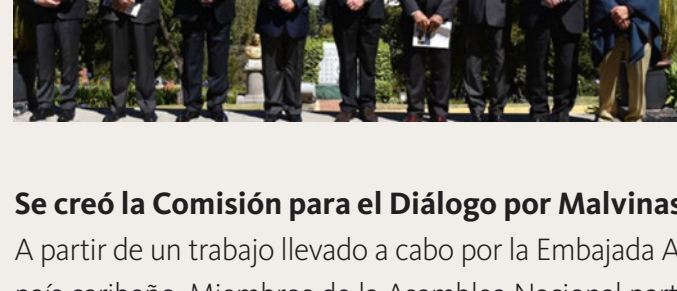 Se creó la Comisión para el Diálogo por Malvinas
A partir de un trabajo llevado a cabo por la Embajada A
país caribeño. Miembros de la Asamblea Nacional part